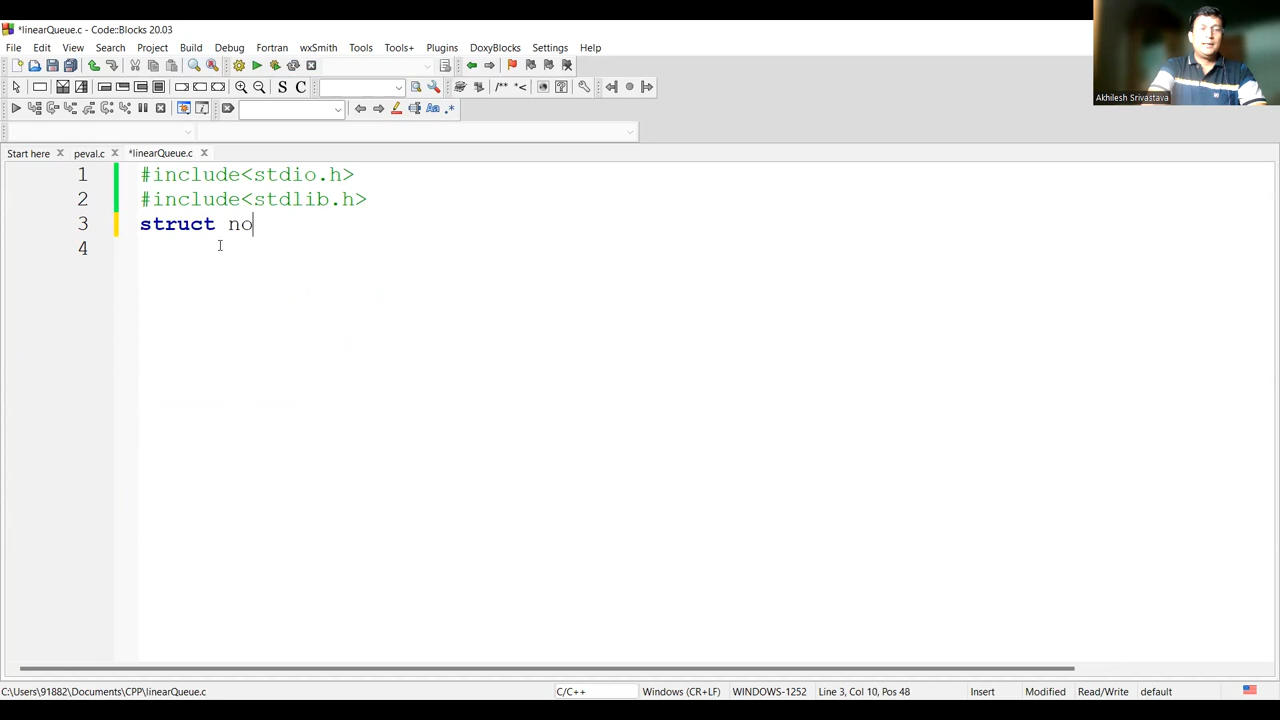 *linearQueue.c - Code::Blocks 20.03
File Edit View Search Project Build Debug Fortran wxSmith Tools Tools+ Plugins DoxyBlocks Settings Help
S C /** *<
Aa .*
Start here peval.c *linearQueue.c
1 #include<stdio.h>
2 #include<stdlib.h>
3 struct no
4
C:\Users\91882\Documents\CPP\linearQueue.c C/C++ Windows (CR+LF) WINDOWS-1252 Line 3, Col 10, Pos 48 Insert Modified Read/Write default
Akhilesh Srivastava